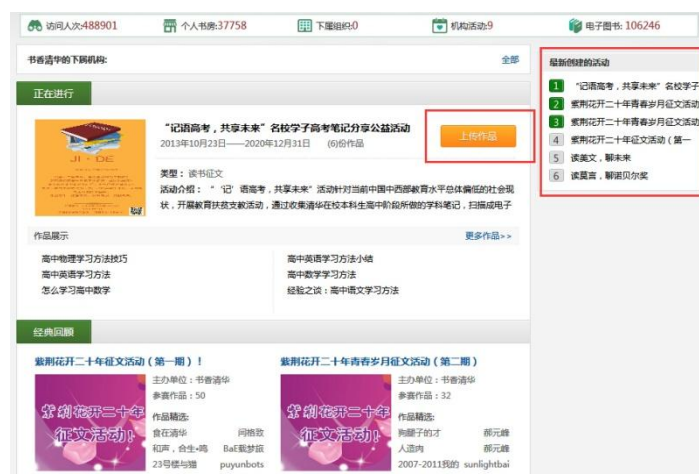 访问人次:488901 个人书房:37758 下属组织:0 机构活动:9 电子图书: 106246
书香清华的下属机构: 全部
正在进行
JI · DE
“记语高考，共享未来”名校学子高考笔记分享公益活动
2013年10月23日——2020年12月31日 (6)份作品
上传作品
类型： 读书征文
活动介绍： “ ‘记’ 语高考，共享未来”活动针对当前中国中西部教育水平总体偏低的社会现
状，开展教育扶贫支教活动，通过收集清华在校本科生高中阶段所做的学科笔记，扫描成电子
作品展示 更多作品>>
高中物理学习方法技巧 高中英语学习方法小结
高中英语学习方法 高中数学学习方法
怎么学习高中数学 经验之谈：高中语文学习方法
经典回顾
紫荆花开二十年征文活动（第一期）！
主办单位：书香清华
参赛作品：50
作品精选:
食在清华 问格致
和声，合生•鸣 BaE载梦旅
23号楼与猫 puyunbots
紫荆花开二十年
征文活动!
紫荆花开二十年青春岁月征文活动（第二期）
主办单位：书香清华
参赛作品：32
作品精选:
狗腿子的才 郝元峰
人造肉 郝元峰
2007-2011我的 sunlightbai
紫荆花开二十年
征文活动!
最新创建的活动
1 “记语高考，共享未来”名校学子
2 紫荆花开二十年青春岁月征文活动
3 紫荆花开二十年青春岁月征文活动
4 紫荆花开二十年征文活动（第一
5 读美文，聊未来
6 读莫言，聊诺贝尔奖